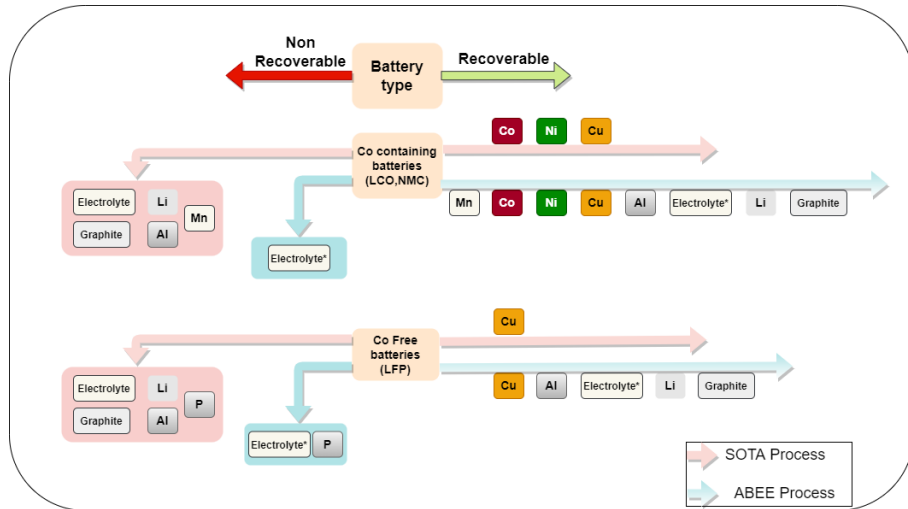 Non
Recoverable
Battery
type
Recoverable
Co Ni Cu
Co containing
batteries
(LCO,NMC)
Electrolyte Li
Mn
Graphite Al
Mn Co Ni Cu Al Electrolyte* Li Graphite
Electrolyte*
Cu
Co Free
batteries
(LFP)
Electrolyte Li
P
Graphite Al
Cu Al Electrolyte* Li Graphite
Electrolyte* P
SOTA Process
ABEE Process